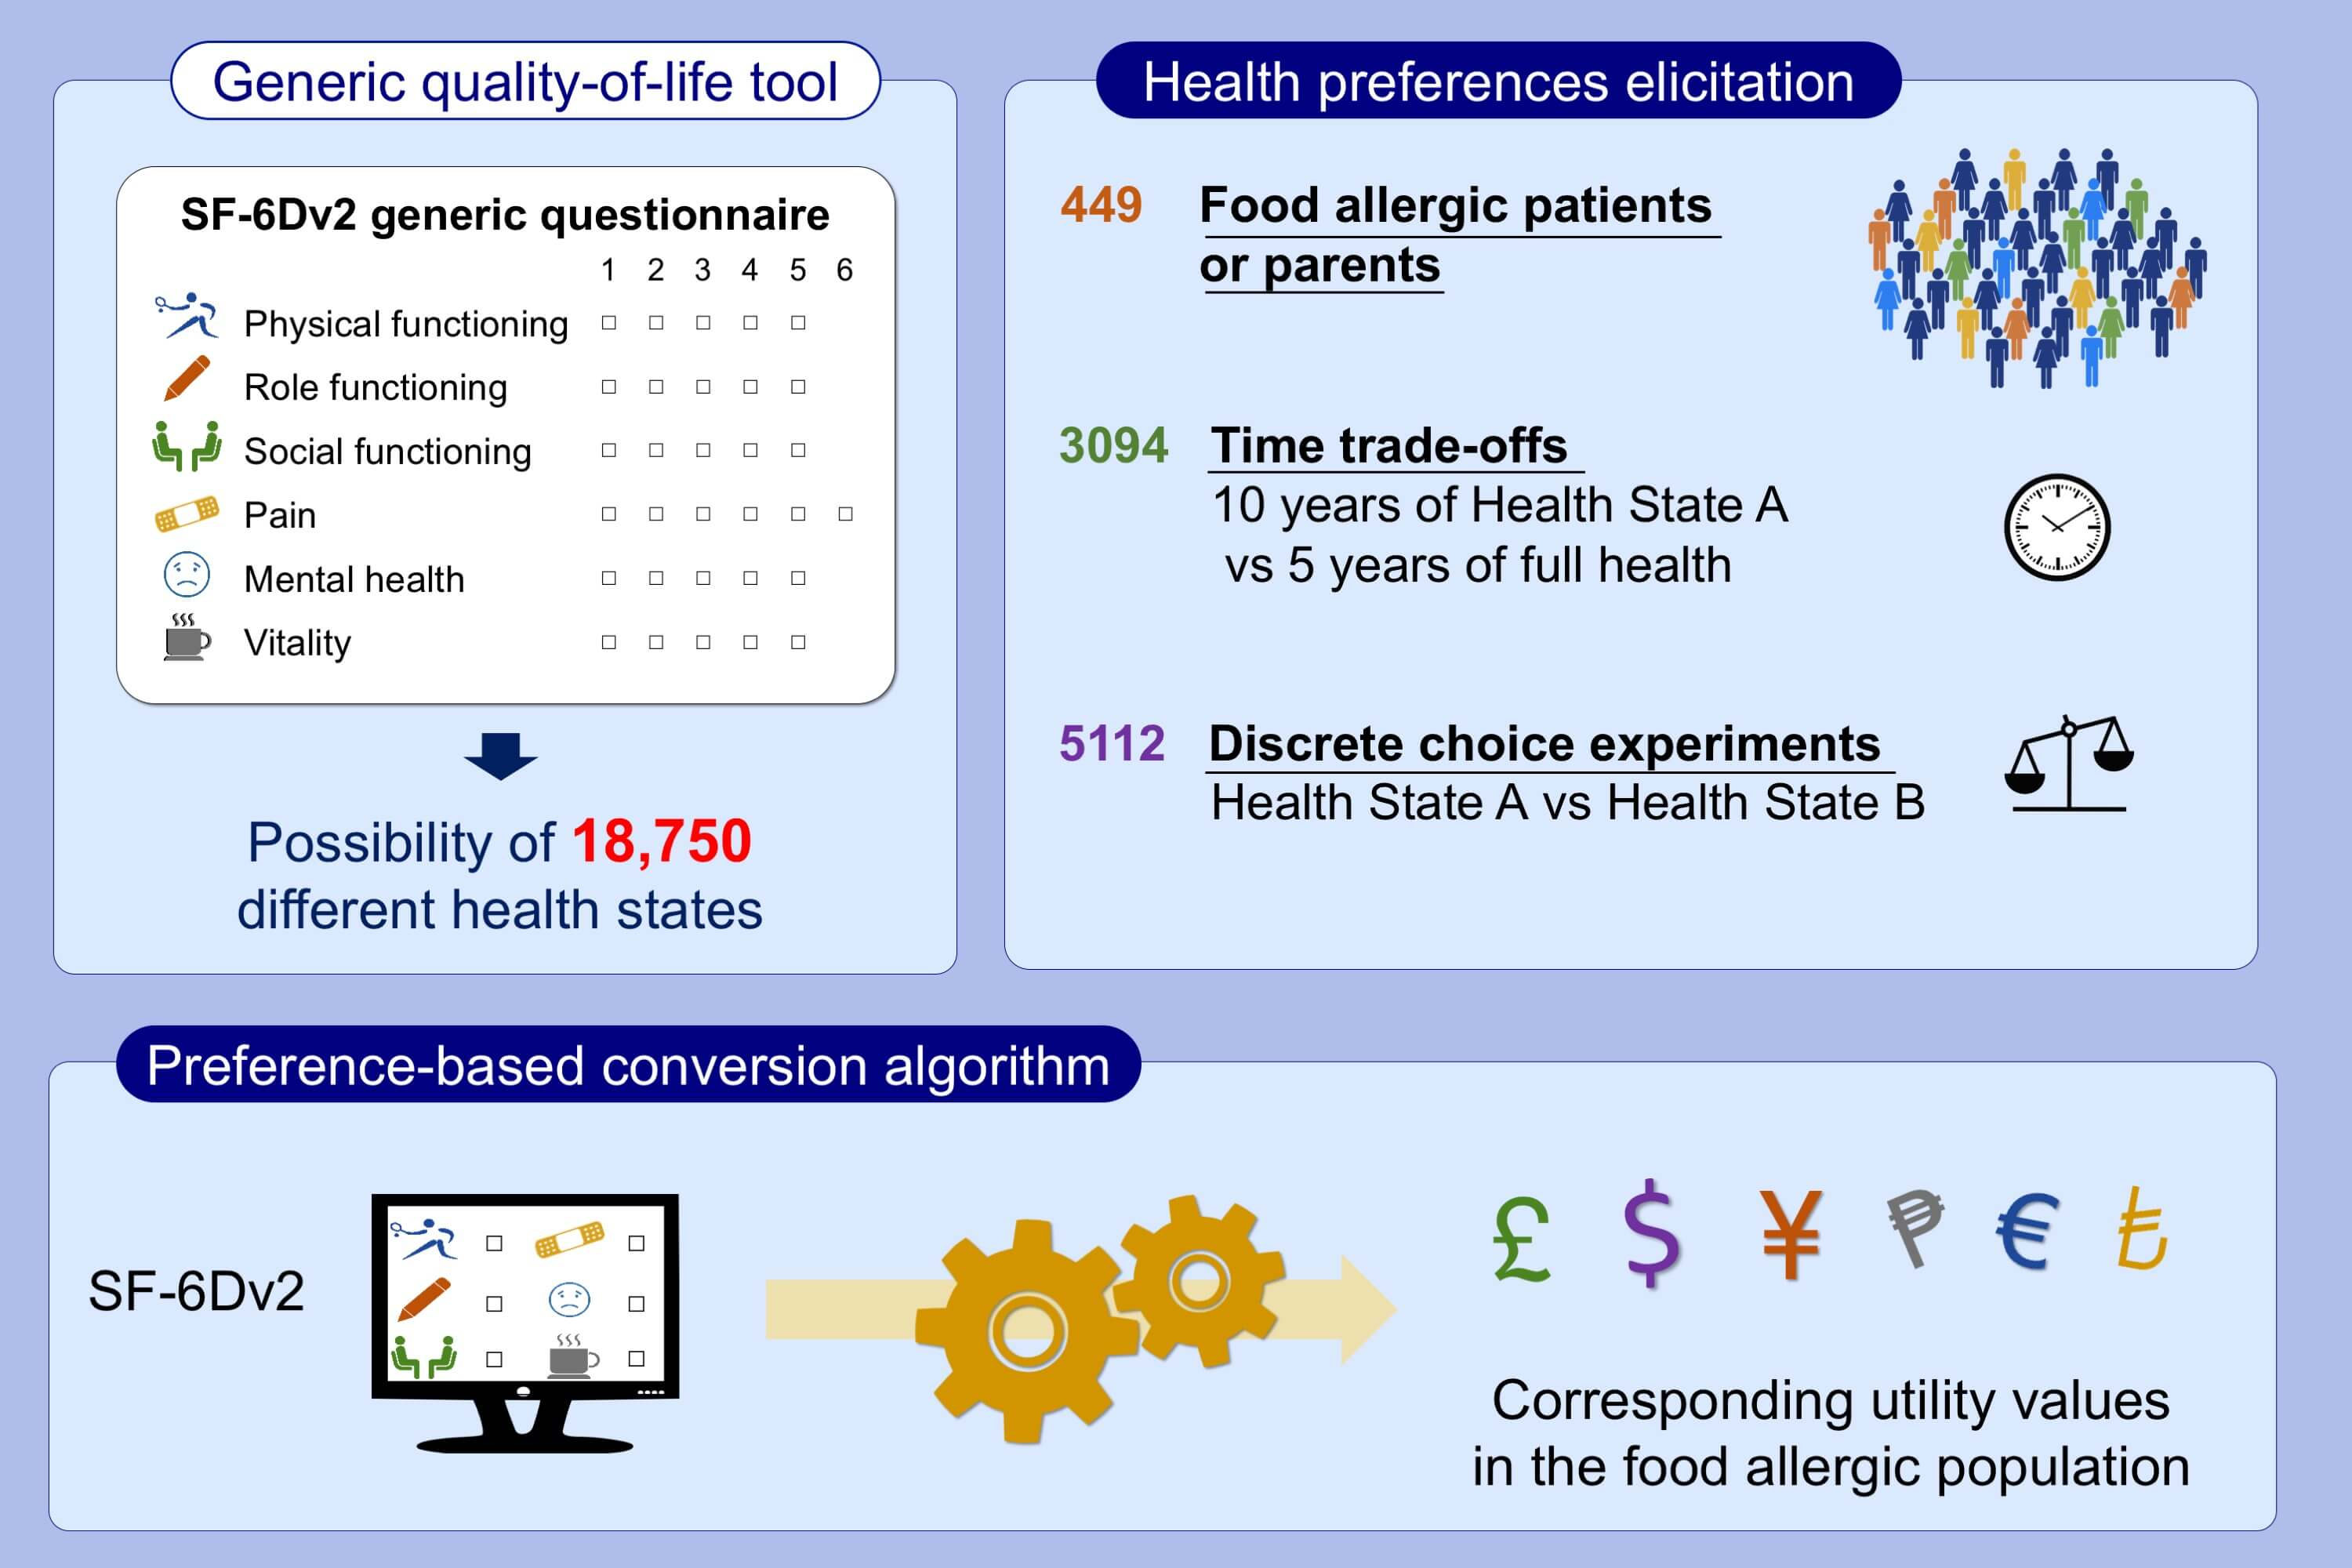 Generic quality-of-life tool
SF-6Dv2 generic questionnaire
1 2 3 4 5 6
Physical functioning □ □ □ □ □
Role functioning □ □ □ □ □
Social functioning □ □ □ □ □
Pain □ □ □ □ □ □
Mental health □ □ □ □ □
Vitality □ □ □ □ □
Possibility of 18,750
different health states
Health preferences elicitation
449 Food allergic patients
or parents
3094 Time trade-offs
10 years of Health State A
vs 5 years of full health
5112 Discrete choice experiments
Health State A vs Health State B
Preference-based conversion algorithm
SF-6Dv2
£ $ ¥ ₱ € ₺
Corresponding utility values
in the food allergic population